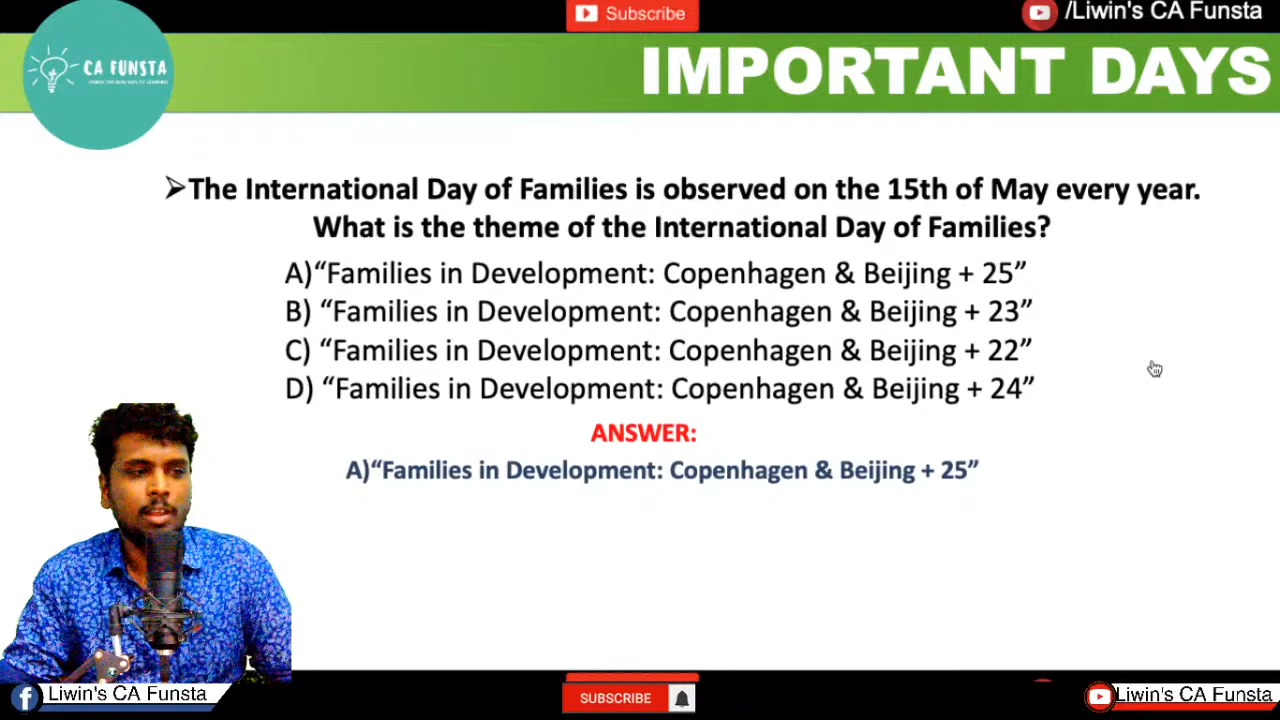 Subscribe
/Liwin's CA Funsta
CA FUNSTA
IMPORTANT DAYS
➢The International Day of Families is observed on the 15th of May every year.
What is the theme of the International Day of Families?
A)“Families in Development: Copenhagen & Beijing + 25”
B) “Families in Development: Copenhagen & Beijing + 23”
C) “Families in Development: Copenhagen & Beijing + 22”
D) “Families in Development: Copenhagen & Beijing + 24”
ANSWER:
A)“Families in Development: Copenhagen & Beijing + 25”
Liwin's CA Funsta
SUBSCRIBE
Liwin's CA Funsta